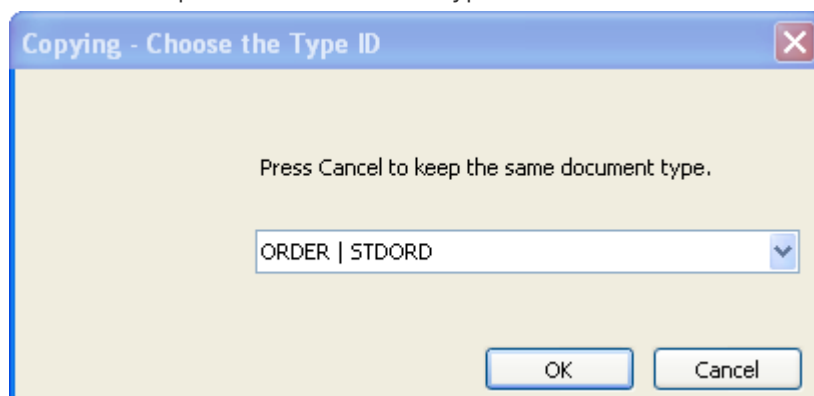 Copying - Choose the Type ID
Press Cancel to keep the same document type.
ORDER | STDORD
OK
Cancel